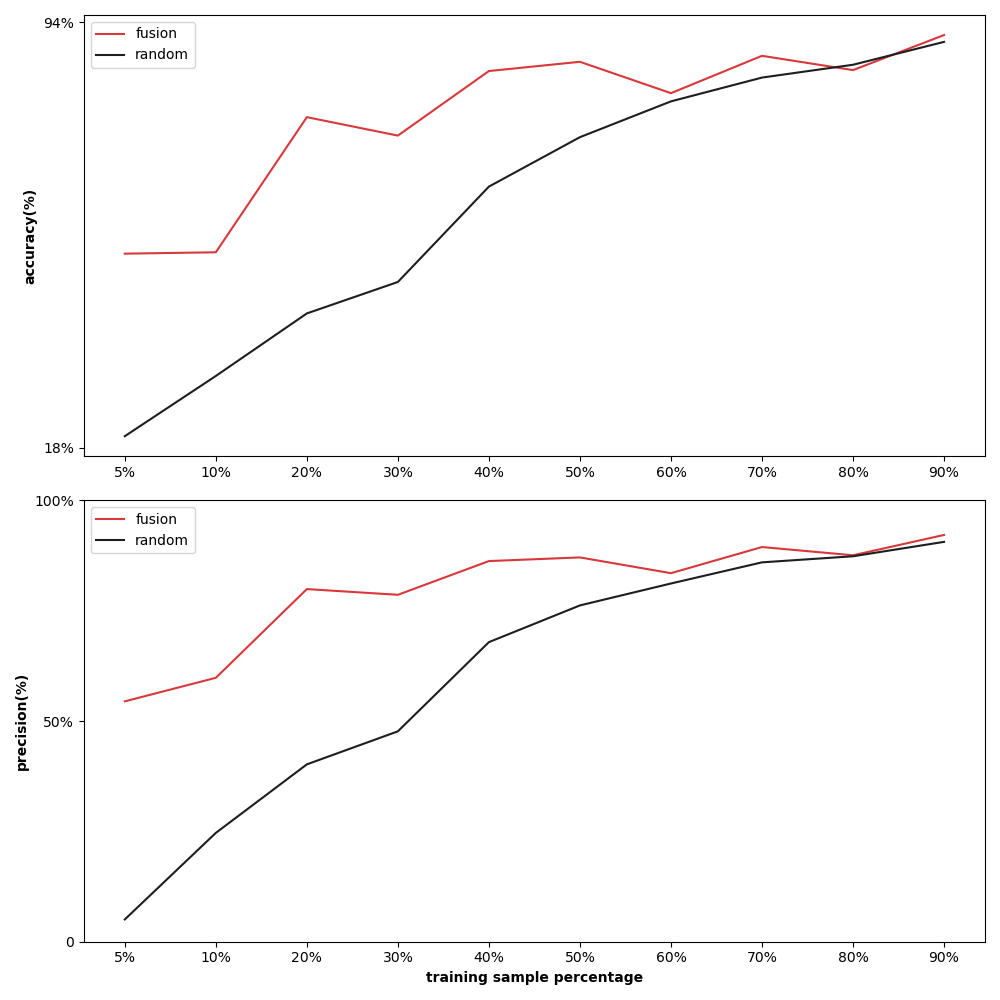 94%
fusion
random
accuracy(%)
18%
5% 10% 20% 30% 40% 50% 60% 70% 80% 90%
100%
fusion
random
precision(%)
50%
0
5% 10% 20% 30% 40% 50% 60% 70% 80% 90%
training sample percentage